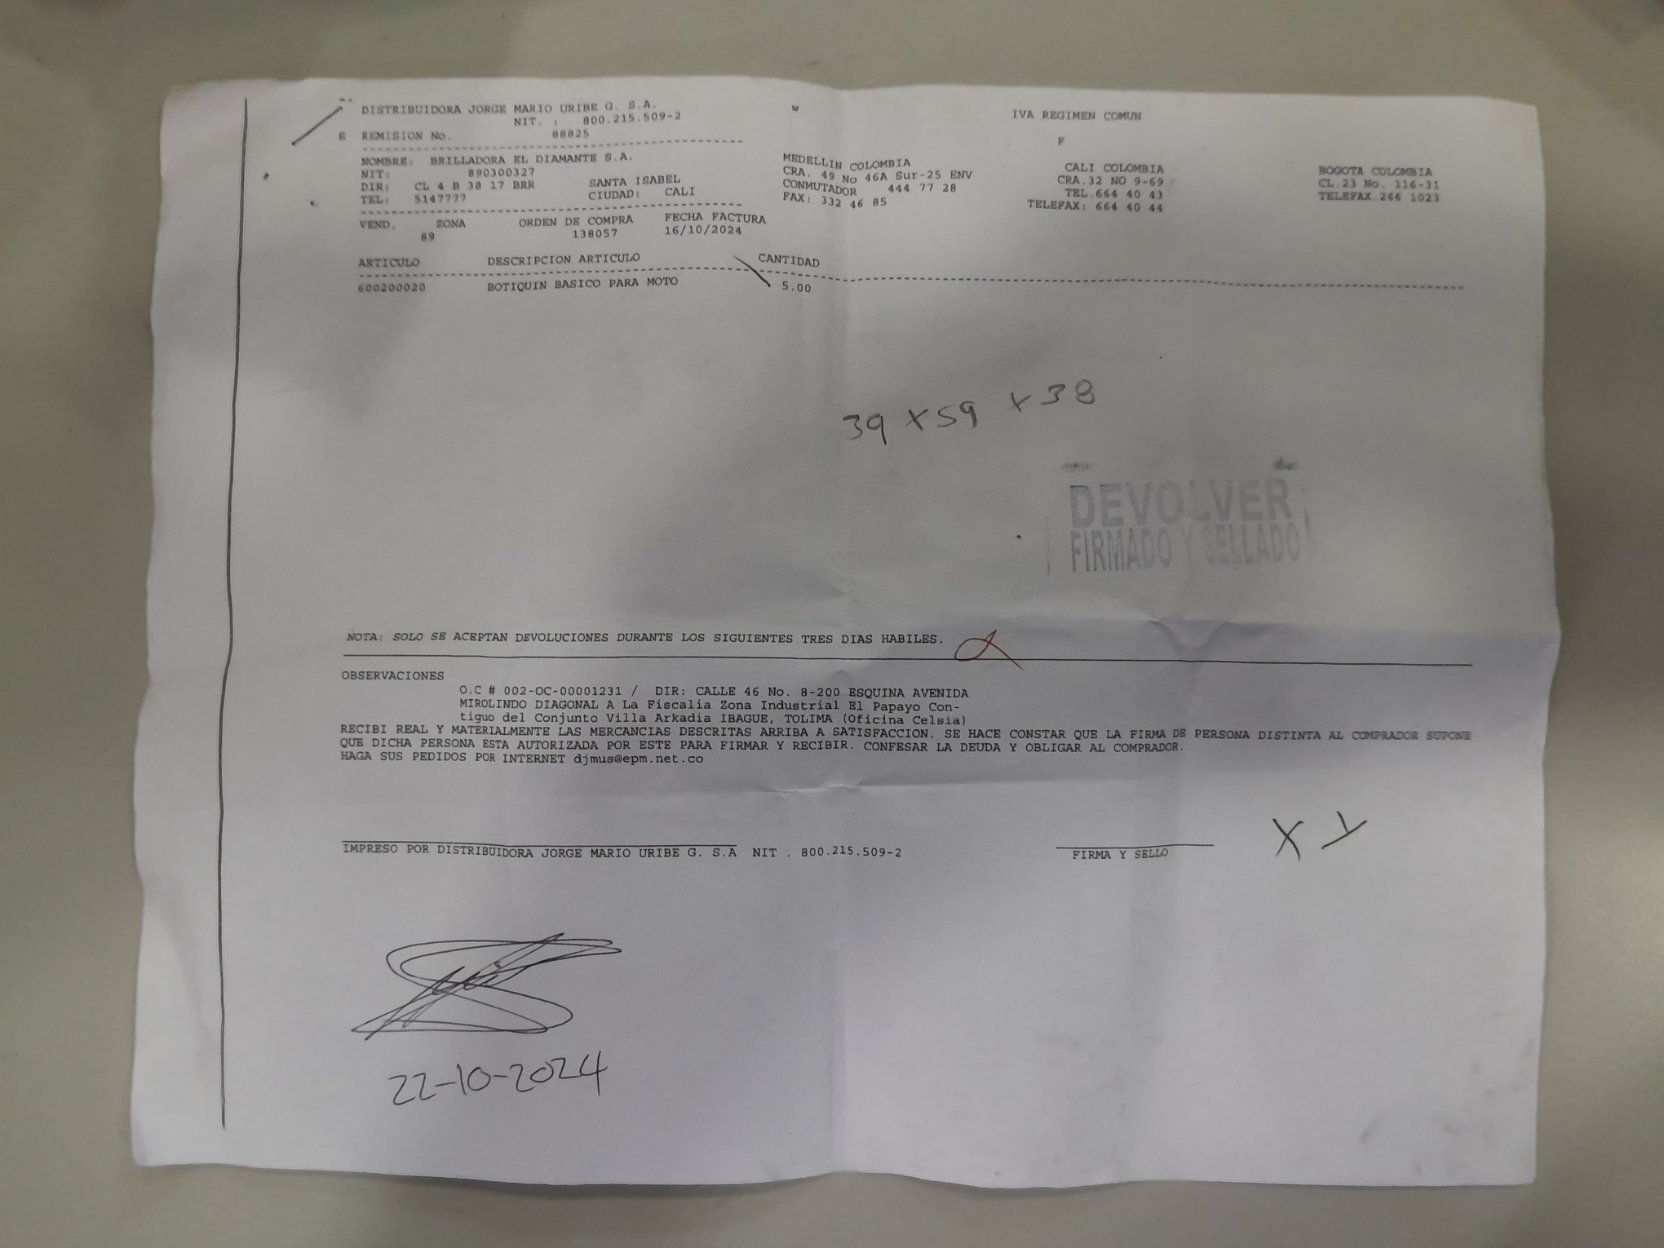 DISTRIBUIDORA JORGE MARIO URIBE G. S.A.
NIT. : 800.215.509-2
E REMISION No. 88825
W
IVA REGIMEN COMUN
F
NOMBRE: BRILLADORA EL DIAMANTE S.A.
NIT: 890300327
DIR: CL 4 B 38 17 BRR SANTA ISABEL
TEL: 5147777 CIUDAD: CALI
MEDELLIN COLOMBIA
CRA. 49 No 46A Sur-25 ENV
CONMUTADOR 444 77 28
FAX: 332 46 85
CALI COLOMBIA
CRA.32 NO 9-69
TEL.664 40 43
TELEFAX: 664 40 44
BOGOTA COLOMBIA
CL.23 No. 116-31
TELEFAX.266 1023
VEND. ZONA ORDEN DE COMPRA FECHA FACTURA
89 138057 16/10/2024
ARTICULO DESCRIPCION ARTICULO CANTIDAD
600200020 BOTIQUIN BASICO PARA MOTO 5.00
39 x 59 x 38
DEVOLVER
FIRMADO Y SELLADO
NOTA: SOLO SE ACEPTAN DEVOLUCIONES DURANTE LOS SIGUIENTES TRES DIAS HABILES.
OBSERVACIONES
O.C # 002-OC-00001231 / DIR: CALLE 46 No. 8-200 ESQUINA AVENIDA
MIROLINDO DIAGONAL A La Fiscalia Zona Industrial El Papayo Con-
tiguo del Conjunto Villa Arkadia IBAGUE, TOLIMA (Oficina Celsia)
RECIBI REAL Y MATERIALMENTE LAS MERCANCIAS DESCRITAS ARRIBA A SATISFACCION. SE HACE CONSTAR QUE LA FIRMA DE PERSONA DISTINTA AL COMPRADOR SUPONE
QUE DICHA PERSONA ESTA AUTORIZADA POR ESTE PARA FIRMAR Y RECIBIR. CONFESAR LA DEUDA Y OBLIGAR AL COMPRADOR.
HAGA SUS PEDIDOS POR INTERNET djmus@epm.net.co
X Y
IMPRESO POR DISTRIBUIDORA JORGE MARIO URIBE G. S.A NIT . 800.215.509-2
FIRMA Y SELLO
22-10-2024